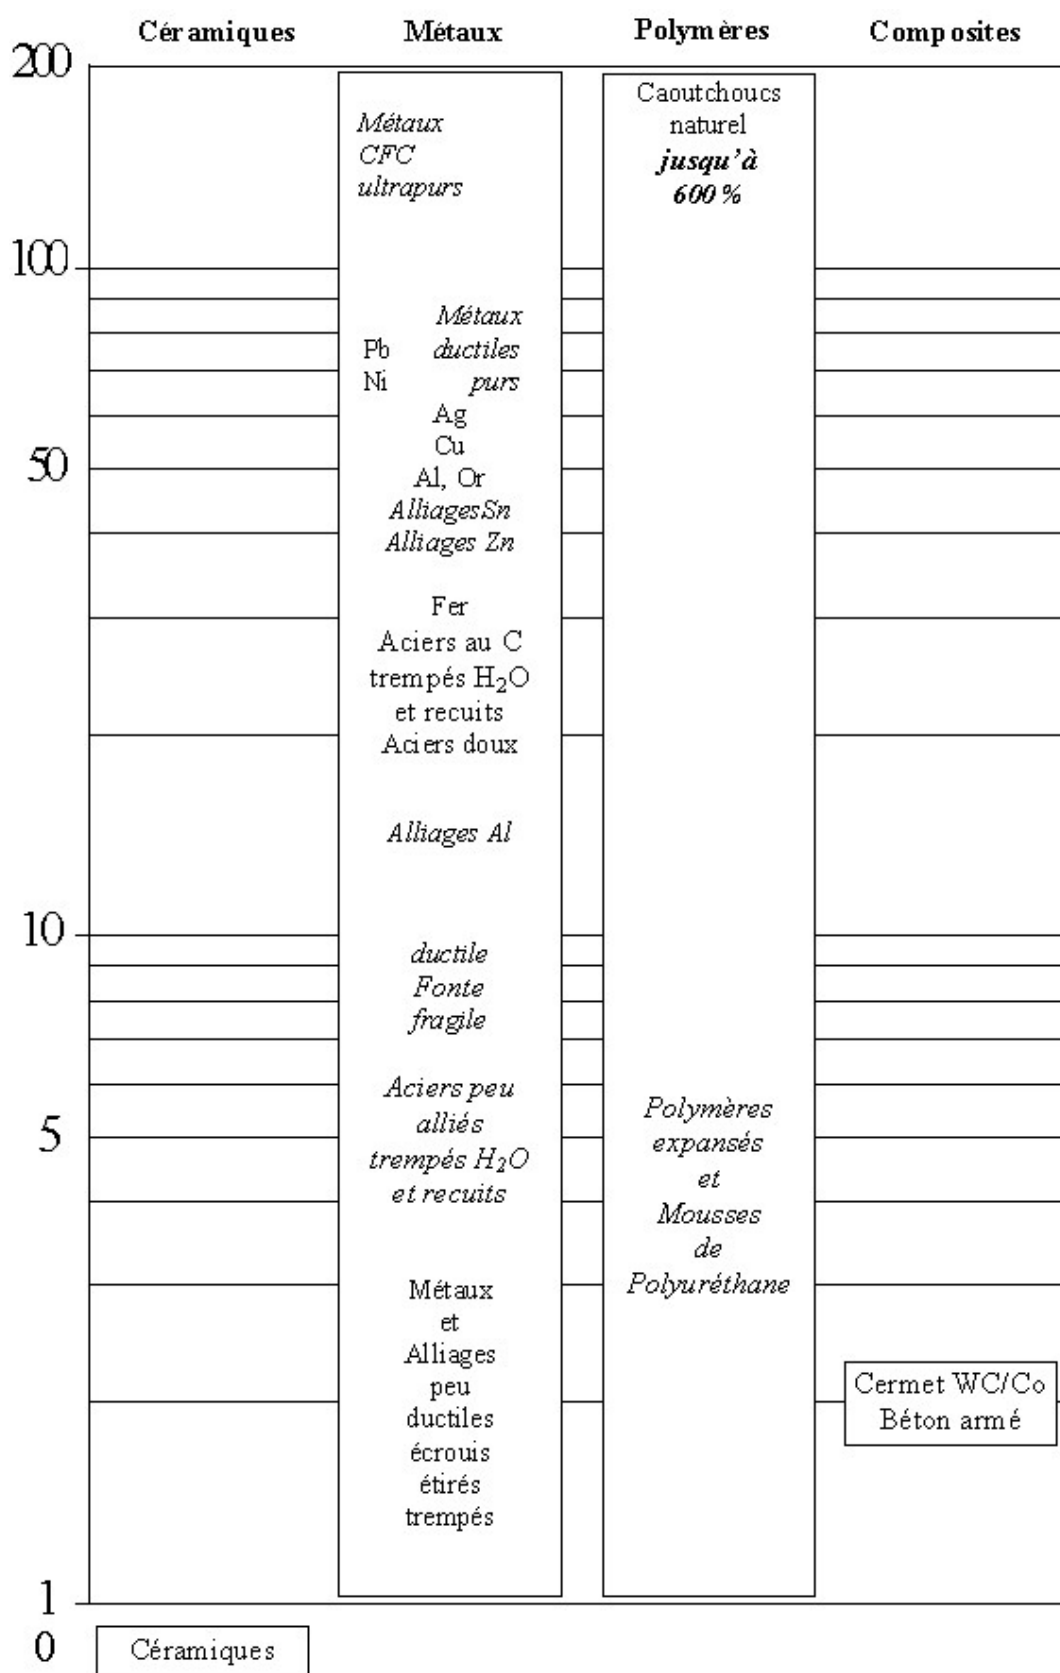 Céramiques Métaux Polymères Composites
200
Caoutchoucs
naturel
jusqu'à
600%
Métaux
CFC
ultrapurs
100
Métaux
Pb ductiles
Ni purs
Ag
Cu
50
Al, Or
AlliagesSn
Alliages Zn
Fer
Aciers au C
trempés H₂O
et recuits
Aciers doux
Alliages Al
10
ductile
Fonte
fragile
Aciers peu
alliés
trempés H₂O
et recuits
5
Polymères
expansés
et
Mousses
de
Polyuréthane
Métaux
et
Alliages
peu
ductiles
écrouis
étirés
trempés
Cermet WC/Co
Béton armé
1
0
Céramiques